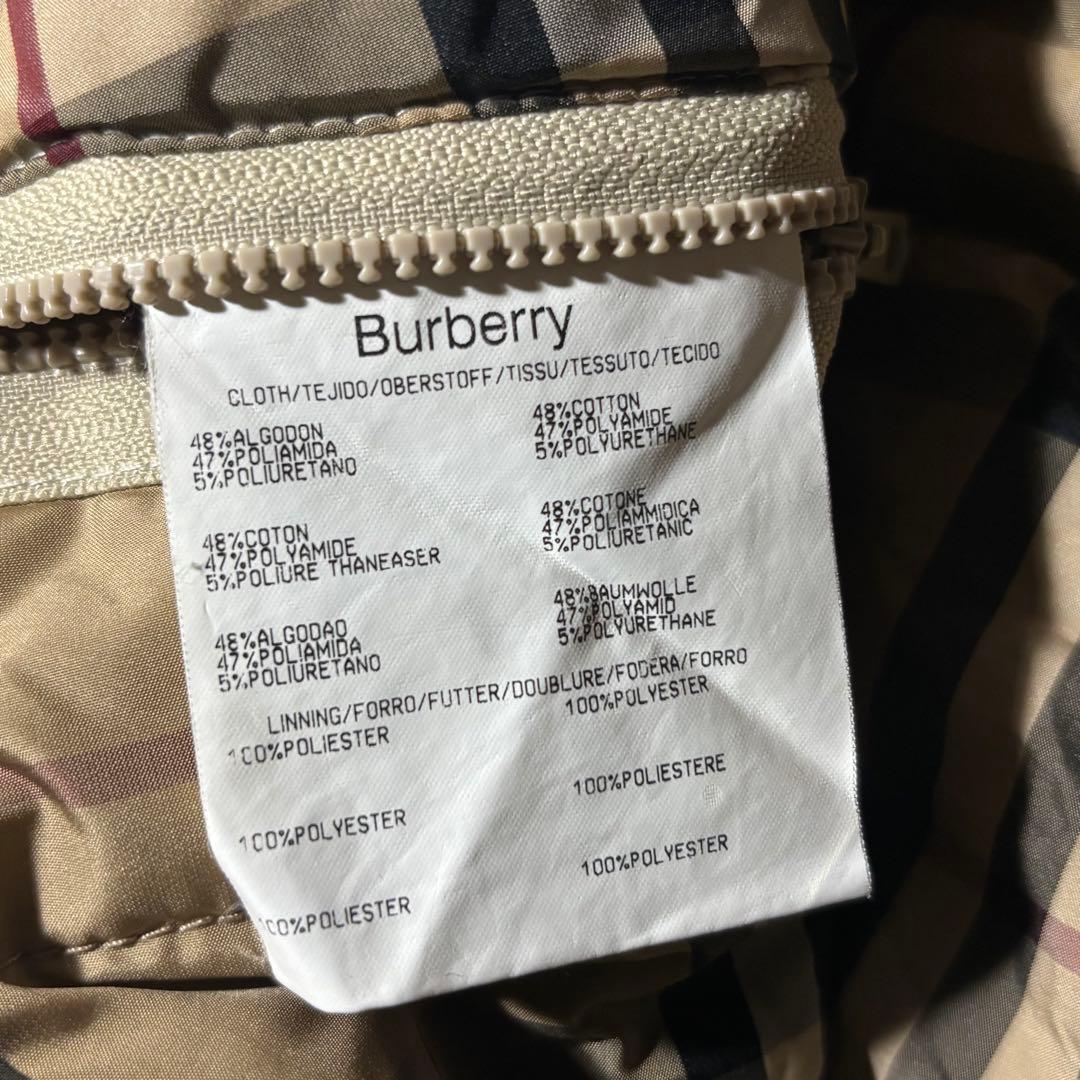 Burberry
CLOTH/TEJIDO/OBERSTOFF/TISSU/TESSUTO/TECIDO
48%ALGODON
47%POLIAMIDA
5%POLIURETANO
48%COTTON
47%POLYAMIDE
5%POLYURETHANE
48%COTON
47%POLYAMIDE
5%POLIURE THANEASER
48%COTONE
47%POLIAMMIDICA
5%POLIURETANIC
48%ALGODAO
47%POLIAMIDA
5%POLIURETANO
48%BAUMWOLLE
47%POLYAMID
5%POLYURETHANE
LINNING/FORRO/FUTTER/DOUBLURE/FODERA/FORRO
100%POLIESTER
100%POLYESTER
100%POLYESTER
100%POLIESTERE
100%POLIESTER
100%POLYESTER